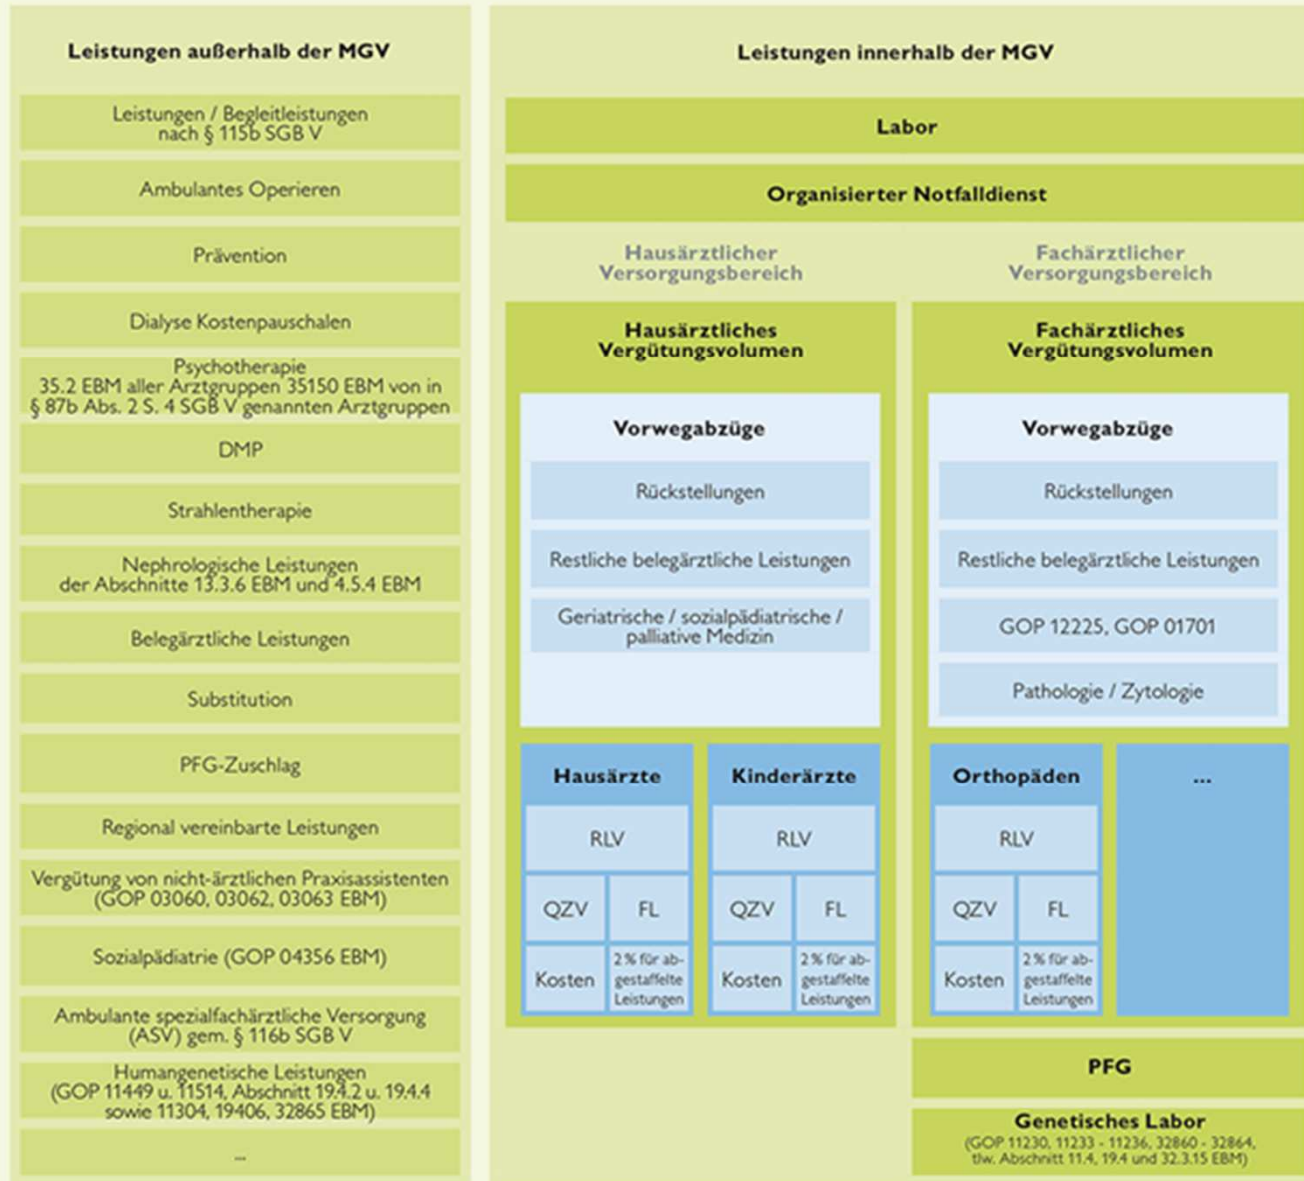 Leistungen außerhalb der MGV
Leistungen / Begleitleistungen
nach § 115b SGB V
Ambulantes Operieren
Prävention
Dialyse Kostenpauschalen
Psychotherapie
35.2 EBM aller Arztgruppen 35150 EBM von in
§ 87b Abs. 2 S. 4 SGB V genannten Arztgruppen
DMP
Strahlentherapie
Nephrologische Leistungen
der Abschnitte 13.3.6 EBM und 4.5.4 EBM
Belegärztliche Leistungen
Substitution
PFG-Zuschlag
Regional vereinbarte Leistungen
Vergütung von nicht-ärztlichen Praxisassistenten
(GOP 03060, 03062, 03063 EBM)
Sozialpädiatrie (GOP 04356 EBM)
Ambulante spezialfachärztliche Versorgung
(ASV) gem. § 116b SGB V
Humangenetische Leistungen
(GOP 11449 u. 11514, Abschnitt 19.4.2 u. 19.4.4
sowie 11304, 19406, 32865 EBM)
...
Leistungen innerhalb der MGV
Labor
Organisierter Notfalldienst
Hausärztlicher
Versorgungsbereich
Hausärztliches
Vergütungsvolumen
Vorwegabzüge
Rückstellungen
Restliche belegärztliche Leistungen
Geriatrische / sozialpädiatrische /
palliative Medizin
Hausärzte
RLV
QZV
FL
Kosten
2 % für ab-
gestaffelte
Leistungen
Kinderärzte
RLV
QZV
FL
Kosten
2 % für ab-
gestaffelte
Leistungen
Fachärztlicher
Versorgungsbereich
Fachärztliches
Vergütungsvolumen
Vorwegabzüge
Rückstellungen
Restliche belegärztliche Leistungen
GOP 12225, GOP 01701
Pathologie / Zytologie
Orthopäden
RLV
QZV
FL
Kosten
2 % für ab-
gestaffelte
Leistungen
...
PFG
Genetisches Labor
(GOP 11230, 11233 - 11236, 32860 - 32864,
tlw. Abschnitt 11.4, 19.4 und 32.3.15 EBM)